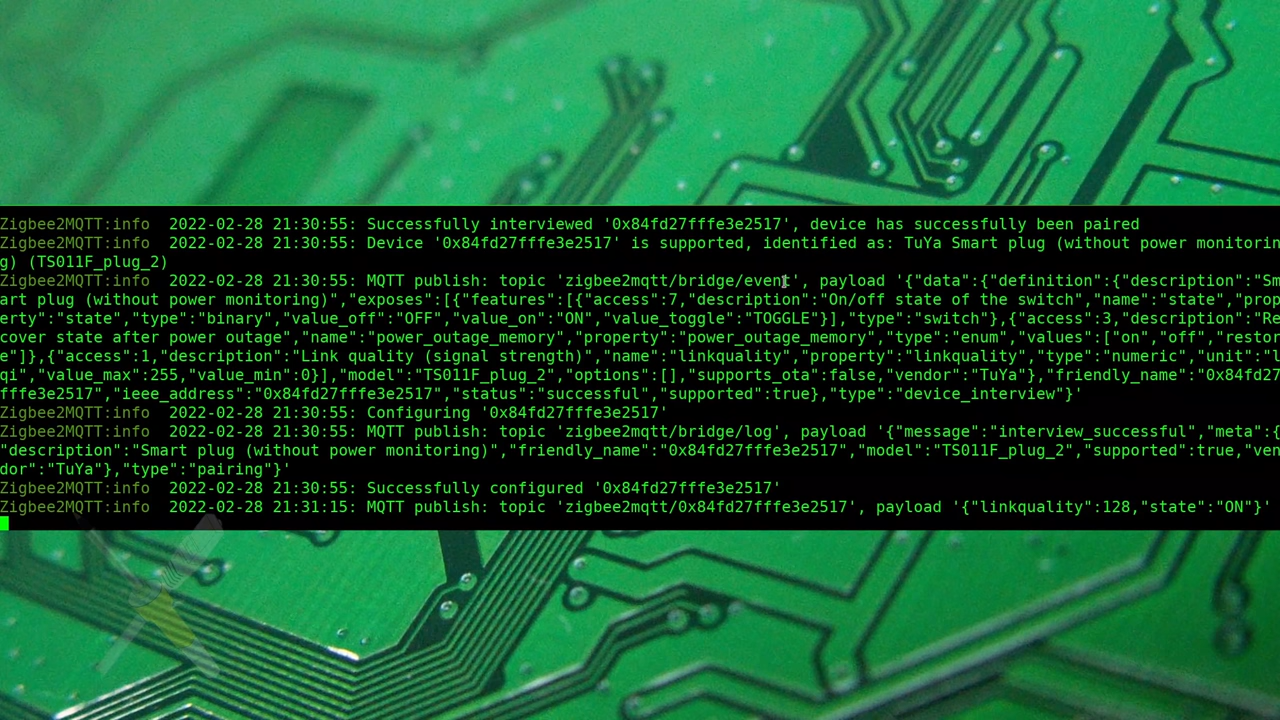 Zigbee2MQTT:info  2022-02-28 21:30:55: Successfully interviewed '0x84fd27fffe3e2517', device has successfully been paired
Zigbee2MQTT:info  2022-02-28 21:30:55: Device '0x84fd27fffe3e2517' is supported, identified as: TuYa Smart plug (without power monitorin
g) (TS011F_plug_2)
Zigbee2MQTT:info  2022-02-28 21:30:55: MQTT publish: topic 'zigbee2mqtt/bridge/event', payload '{"data":{"definition":{"description":"Sm
art plug (without power monitoring)","exposes":[{"features":[{"access":7,"description":"On/off state of the switch","name":"state","prop
erty":"state","type":"binary","value_off":"OFF","value_on":"ON","value_toggle":"TOGGLE"}],"type":"switch"},{"access":3,"description":"Re
cover state after power outage","name":"power_outage_memory","property":"power_outage_memory","type":"enum","values":["on","off","restor
e"]},{"access":1,"description":"Link quality (signal strength)","name":"linkquality","property":"linkquality","type":"numeric","unit":"l
qi","value_max":255,"value_min":0}],"model":"TS011F_plug_2","options":[],"supports_ota":false,"vendor":"TuYa"},"friendly_name":"0x84fd27
fffe3e2517","ieee_address":"0x84fd27fffe3e2517","status":"successful","supported":true},"type":"device_interview"}'
Zigbee2MQTT:info  2022-02-28 21:30:55: Configuring '0x84fd27fffe3e2517'
Zigbee2MQTT:info  2022-02-28 21:30:55: MQTT publish: topic 'zigbee2mqtt/bridge/log', payload '{"message":"interview_successful","meta":{
"description":"Smart plug (without power monitoring)","friendly_name":"0x84fd27fffe3e2517","model":"TS011F_plug_2","supported":true,"ven
dor":"TuYa"},"type":"pairing"}'
Zigbee2MQTT:info  2022-02-28 21:30:55: Successfully configured '0x84fd27fffe3e2517'
Zigbee2MQTT:info  2022-02-28 21:31:15: MQTT publish: topic 'zigbee2mqtt/0x84fd27fffe3e2517', payload '{"linkquality":128,"state":"ON"}'